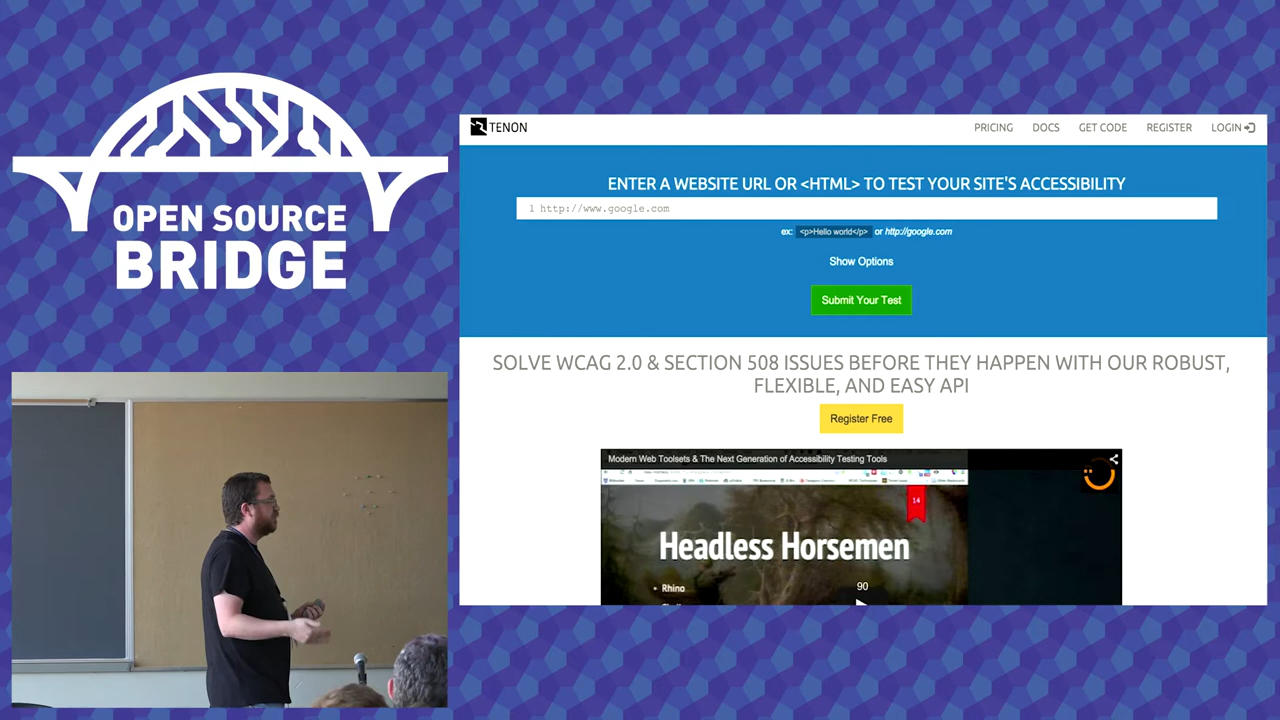 OPEN SOURCE
BRIDGE
TENON
PRICING
DOCS
GET CODE
REGISTER
LOGIN
ENTER A WEBSITE URL OR <HTML> TO TEST YOUR SITE'S ACCESSIBILITY
1 http://www.google.com
ex: <p>Hello world</p> or http://google.com
Show Options
Submit Your Test
SOLVE WCAG 2.0 & SECTION 508 ISSUES BEFORE THEY HAPPEN WITH OUR ROBUST,
FLEXIBLE, AND EASY API
Register Free
Modern Web Toolsets & The Next Generation of Accessibility Testing Tools
14
Headless Horsemen
Rhino
90